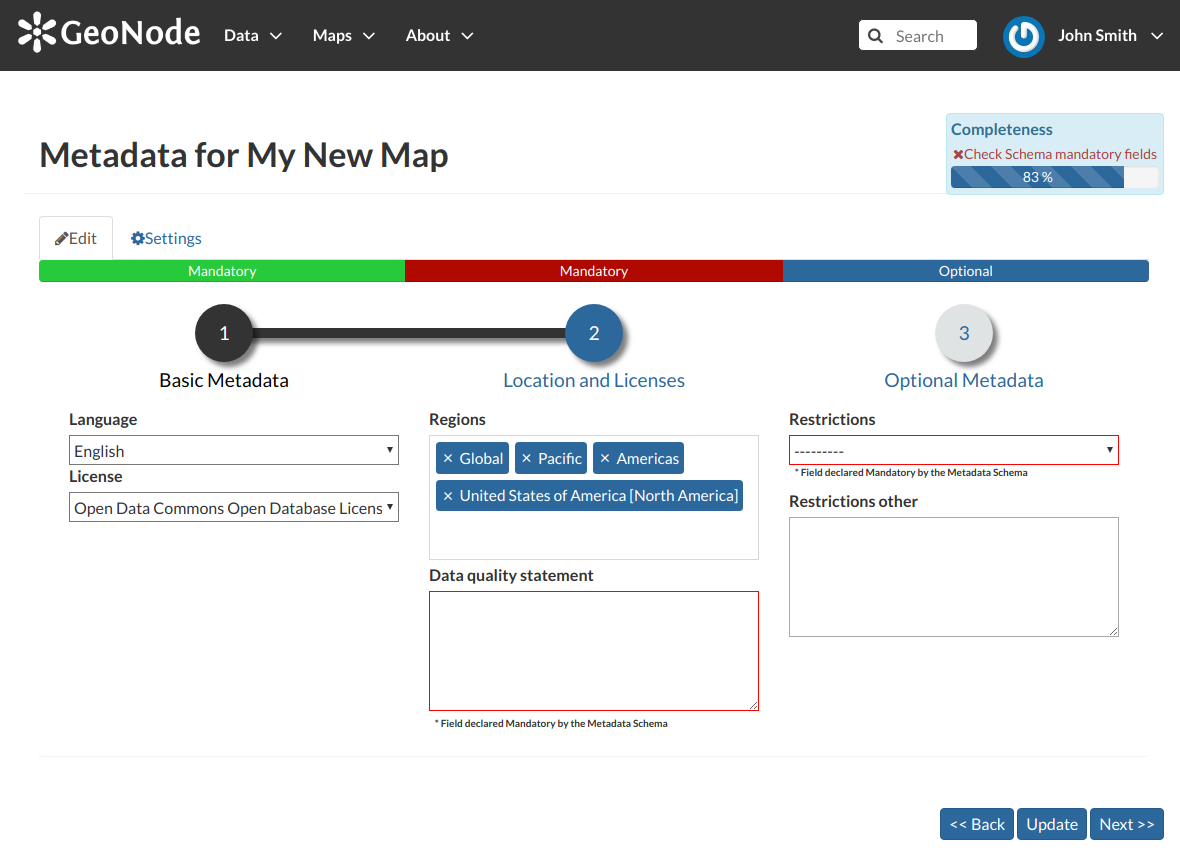 GeoNode Data Maps About Search John Smith
Metadata for My New Map
Completeness
×Check Schema mandatory fields
83 %
Edit Settings
Mandatory Mandatory Optional
1 2 3
Basic Metadata Location and Licenses Optional Metadata
Language
English
License
Open Data Commons Open Database Licens
Regions
× Global × Pacific × Americas
× United States of America [North America]
Data quality statement
* Field declared Mandatory by the Metadata Schema
Restrictions
---------
* Field declared Mandatory by the Metadata Schema
Restrictions other
<< Back Update Next >>